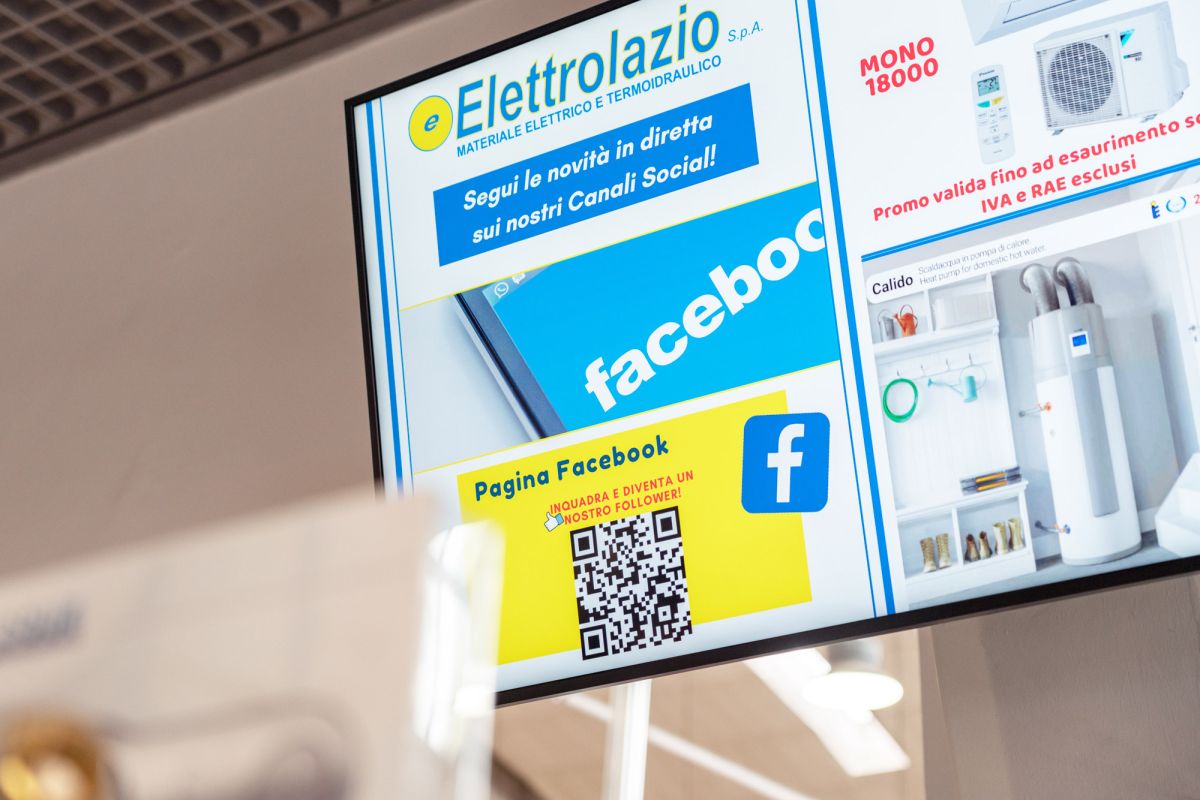 e Elettrolazio S.p.A.
MATERIALE ELETTRICO E TERMOIDRAULICO
Segui le novità in diretta
sui nostri Canali Social!
faceboo
Pagina Facebook
INQUADRA E DIVENTA UN
NOSTRO FOLLOWER!
f
MONO
18000
Promo valida fino ad esaurimento sc
IVA e RAE esclusi
Calido
Scaldacqua in pompa di calore.
Heat pump for domestic hot water.